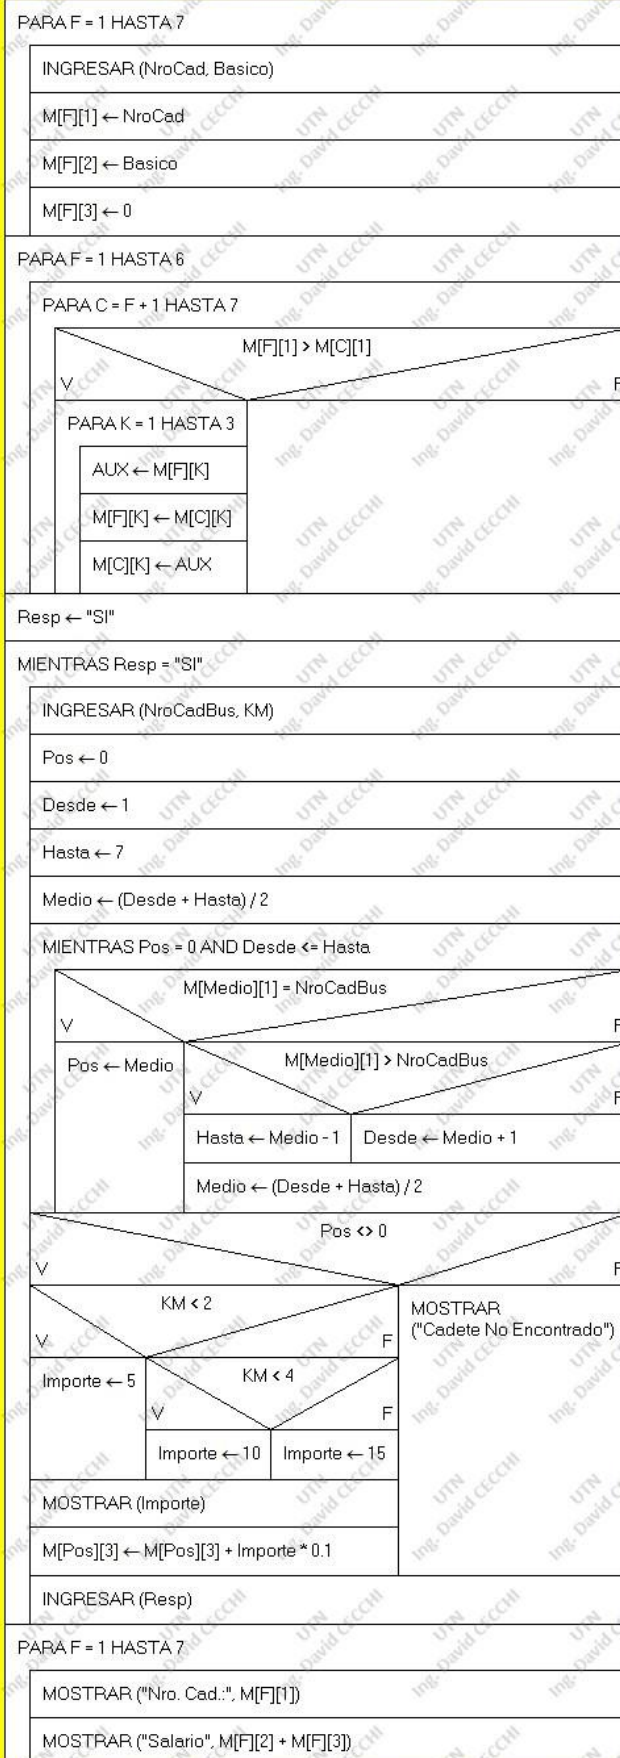 PARA F = 1 HASTA 7
INGRESAR (NroCad, Basico)
M[F][1] ← NroCad
M[F][2] ← Basico
M[F][3] ← 0
PARA F = 1 HASTA 6
PARA C = F + 1 HASTA 7
M[F][1] > M[C][1]
V
F
PARA K = 1 HASTA 3
AUX ← M[F][K]
M[F][K] ← M[C][K]
M[C][K] ← AUX
Resp ← "SI"
MIENTRAS Resp = "SI"
INGRESAR (NroCadBus, KM)
Pos ← 0
Desde ← 1
Hasta ← 7
Medio ← (Desde + Hasta) / 2
MIENTRAS Pos = 0 AND Desde <= Hasta
M[Medio][1] = NroCadBus
V
F
Pos ← Medio
M[Medio][1] > NroCadBus
V
F
Hasta ← Medio - 1
Desde ← Medio + 1
Medio ← (Desde + Hasta) / 2
Pos <> 0
V
F
KM < 2
V
F
MOSTRAR
("Cadete No Encontrado")
Importe ← 5
KM < 4
V
F
Importe ← 10
Importe ← 15
MOSTRAR (Importe)
M[Pos][3] ← M[Pos][3] + Importe * 0.1
INGRESAR (Resp)
PARA F = 1 HASTA 7
MOSTRAR ("Nro. Cad.:", M[F][1])
MOSTRAR ("Salario", M[F][2] + M[F][3])
UTN
Ing. David CECCHI